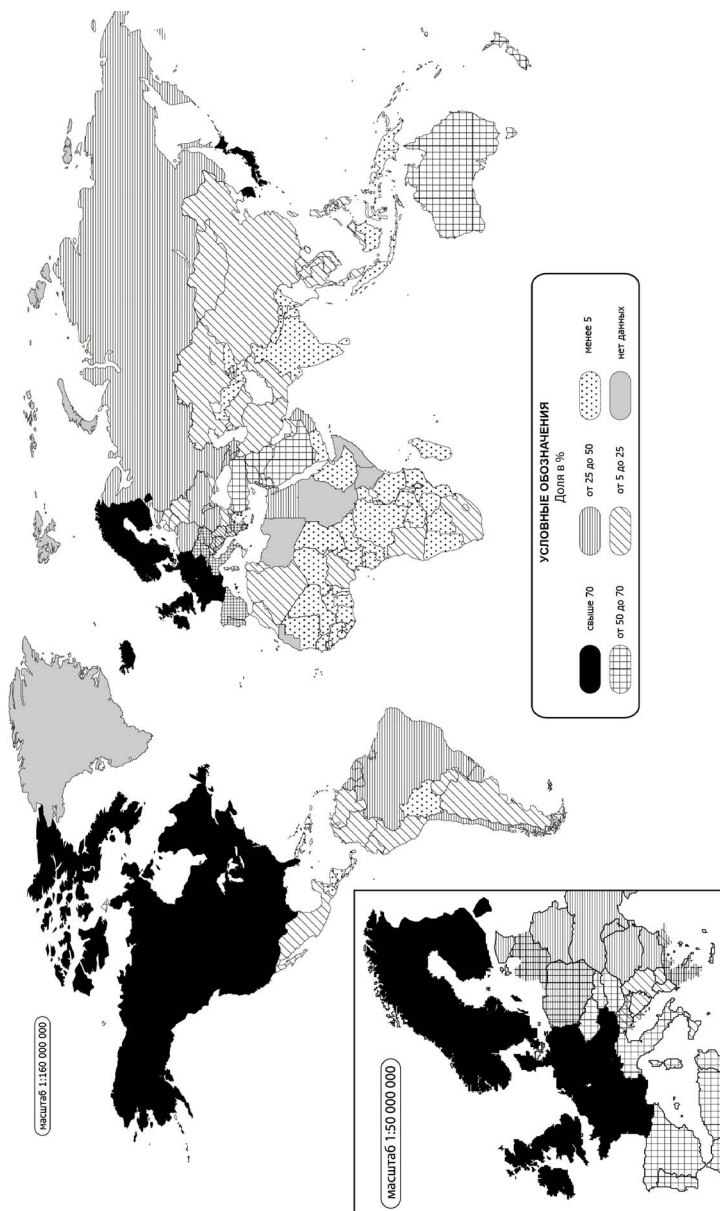 масштаб 1:160 000 000
масштаб 1:50 000 000
УСЛОВНЫЕ ОБОЗНАЧЕНИЯ
Доля в %
свыше 70
от 25 до 50
менее 5
от 50 до 70
от 5 до 25
нет данных